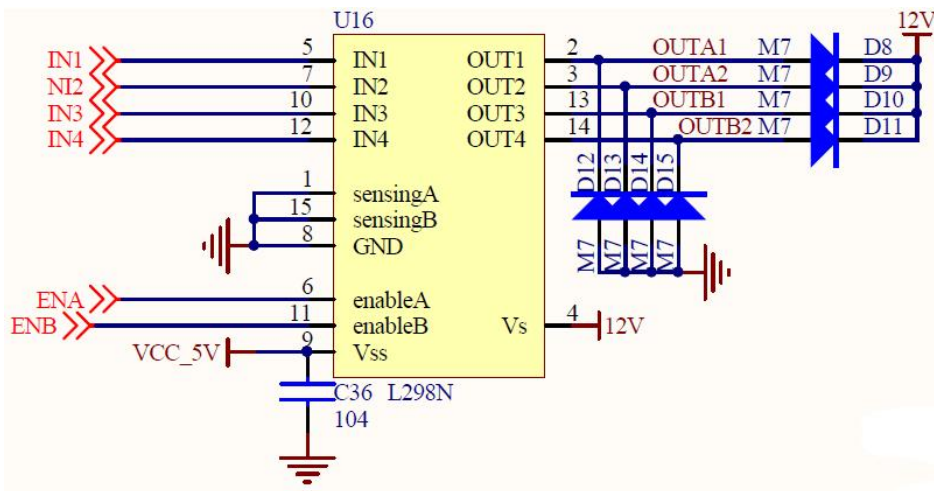 U16
12V
IN1 5 IN1 OUT1 2 OUTA1 M7 D8
NI2 7 IN2 OUT2 3 OUTA2 M7 D9
IN3 10 IN3 OUT3 13 OUTB1 M7 D10
IN4 12 IN4 OUT4 14 OUTB2 M7 D11
D12 D13 D14 D15
1 sensingA
15 sensingB
8 GND
M7 M7 M7 M7
ENA 6 enableA
ENB 11 enableB Vs 4 12V
VCC_5V 9 Vss
C36 L298N
104